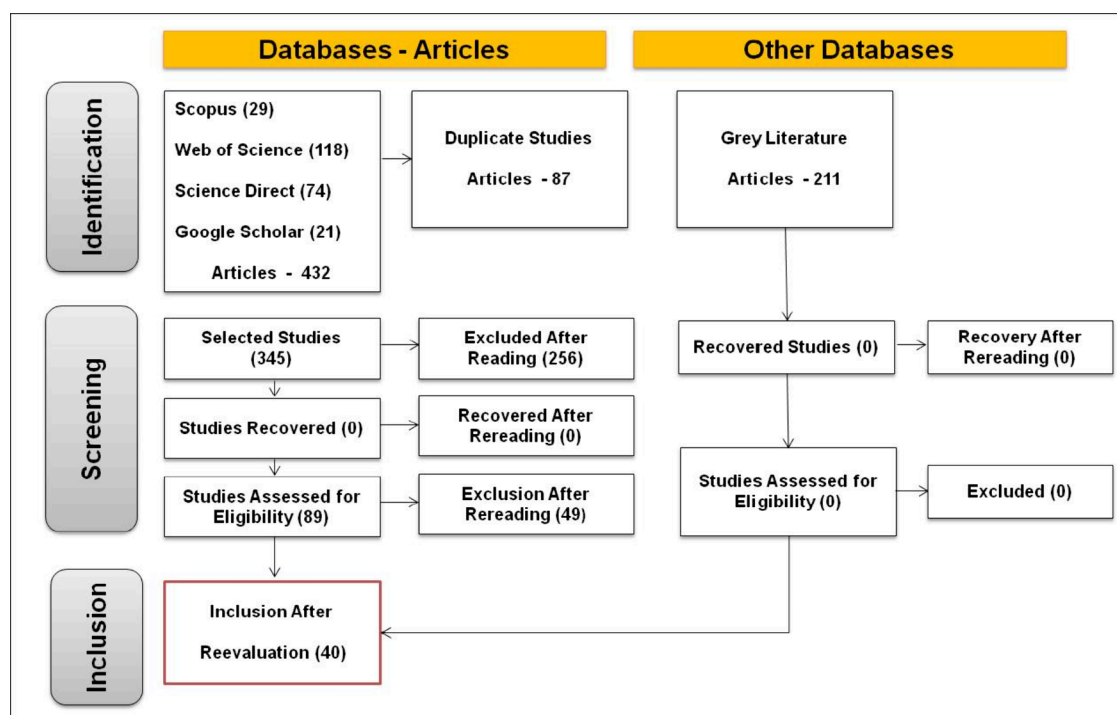 Databases - Articles
Other Databases
Identification
Scopus (29)
Web of Science (118)
Science Direct (74)
Google Scholar (21)
Articles - 432
Duplicate Studies
Articles - 87
Grey Literature
Articles - 211
Screening
Selected Studies
(345)
Excluded After
Reading (256)
Recovered Studies (0)
Recovery After
Rereading (0)
Studies Recovered (0)
Recovered After
Rereading (0)
Studies Assessed for
Eligibility (89)
Exclusion After
Rereading (49)
Studies Assessed for
Eligibility (0)
Excluded (0)
Inclusion
Inclusion After
Reevaluation (40)